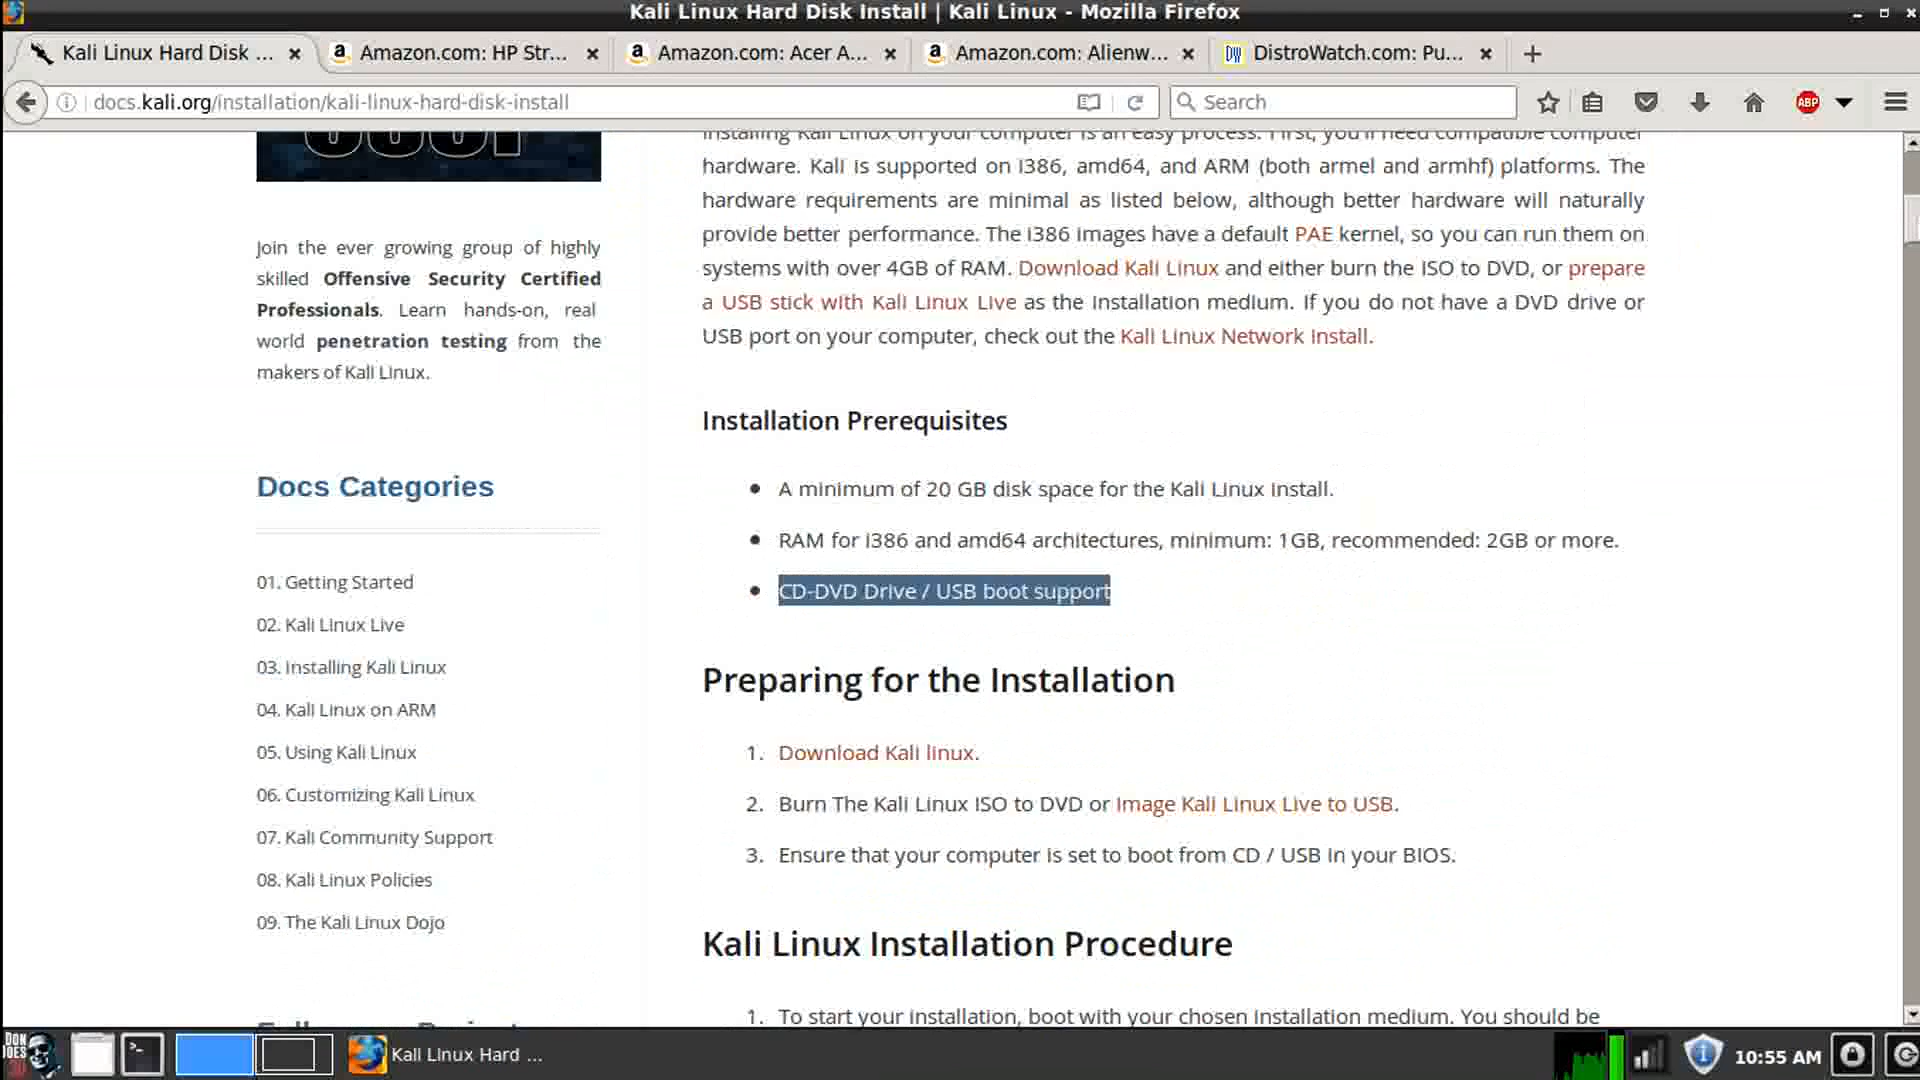 Kali Linux Hard Disk Install | Kali Linux - Mozilla Firefox
Kali Linux Hard Disk ...
Amazon.com: HP Str...
Amazon.com: Acer A...
Amazon.com: Alienw...
DistroWatch.com: Pu...
docs.kali.org/installation/kali-linux-hard-disk-install
Search
ABP
Join the ever growing group of highly
skilled Offensive Security Certified
Professionals. Learn hands-on, real
world penetration testing from the
makers of Kali Linux.
Docs Categories
01. Getting Started
02. Kali Linux Live
03. Installing Kali Linux
04. Kali Linux on ARM
05. Using Kali Linux
06. Customizing Kali Linux
07. Kali Community Support
08. Kali Linux Policies
09. The Kali Linux Dojo
Installing Kali Linux on your computer is an easy process. First, you'll need compatible computer
hardware. Kali is supported on i386, amd64, and ARM (both armel and armhf) platforms. The
hardware requirements are minimal as listed below, although better hardware will naturally
provide better performance. The i386 images have a default PAE kernel, so you can run them on
systems with over 4GB of RAM. Download Kali Linux and either burn the ISO to DVD, or prepare
a USB stick with Kali Linux Live as the installation medium. If you do not have a DVD drive or
USB port on your computer, check out the Kali Linux Network Install.
Installation Prerequisites
• A minimum of 20 GB disk space for the Kali Linux install.
• RAM for i386 and amd64 architectures, minimum: 1GB, recommended: 2GB or more.
• CD-DVD Drive / USB boot support
Preparing for the Installation
1. Download Kali linux.
2. Burn The Kali Linux ISO to DVD or Image Kali Linux Live to USB.
3. Ensure that your computer is set to boot from CD / USB in your BIOS.
Kali Linux Installation Procedure
1. To start your installation, boot with your chosen installation medium. You should be
Kali Linux Hard ...
10:55 AM